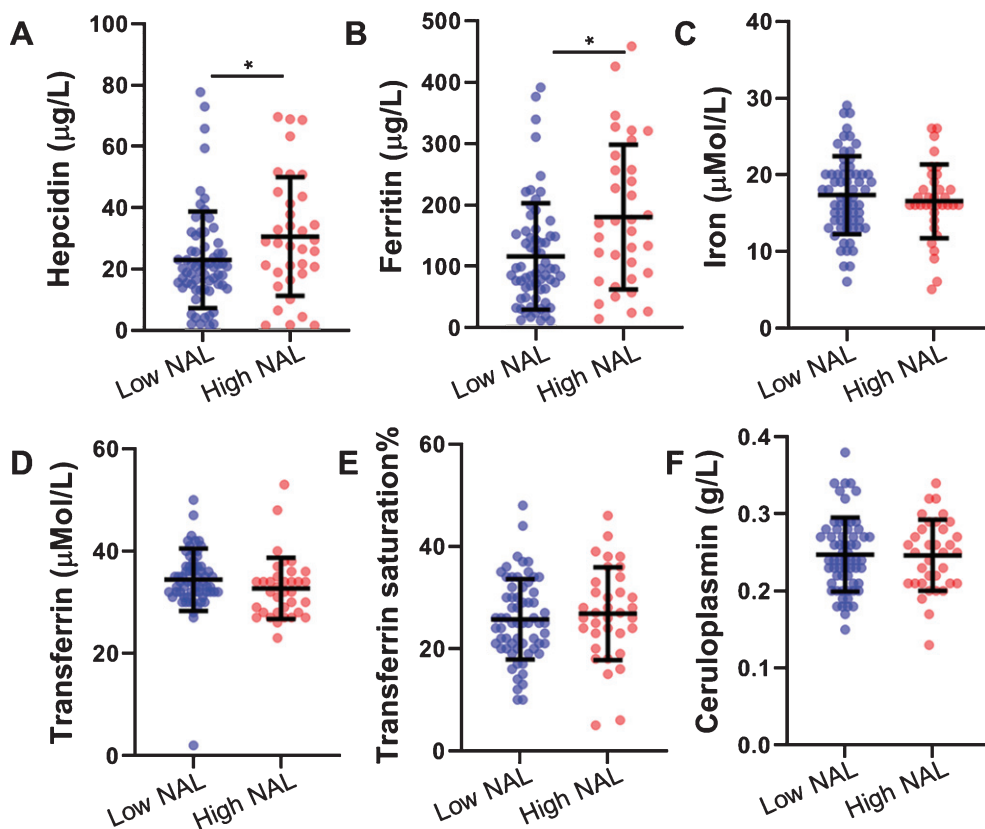 A
Hepcidin (μg/L)
100
80
60
40
20
0
*
Low NAL
High NAL
B
Ferritin (μg/L)
500
400
300
200
100
0
*
Low NAL
High NAL
C
Iron (μMol/L)
40
30
20
10
0
Low NAL
High NAL
D
Transferrin (μMol/L)
60
40
20
0
Low NAL
High NAL
E
Transferrin saturation%
60
40
20
0
Low NAL
High NAL
F
Ceruloplasmin (g/L)
0.4
0.3
0.2
0.1
0.0
Low NAL
High NAL